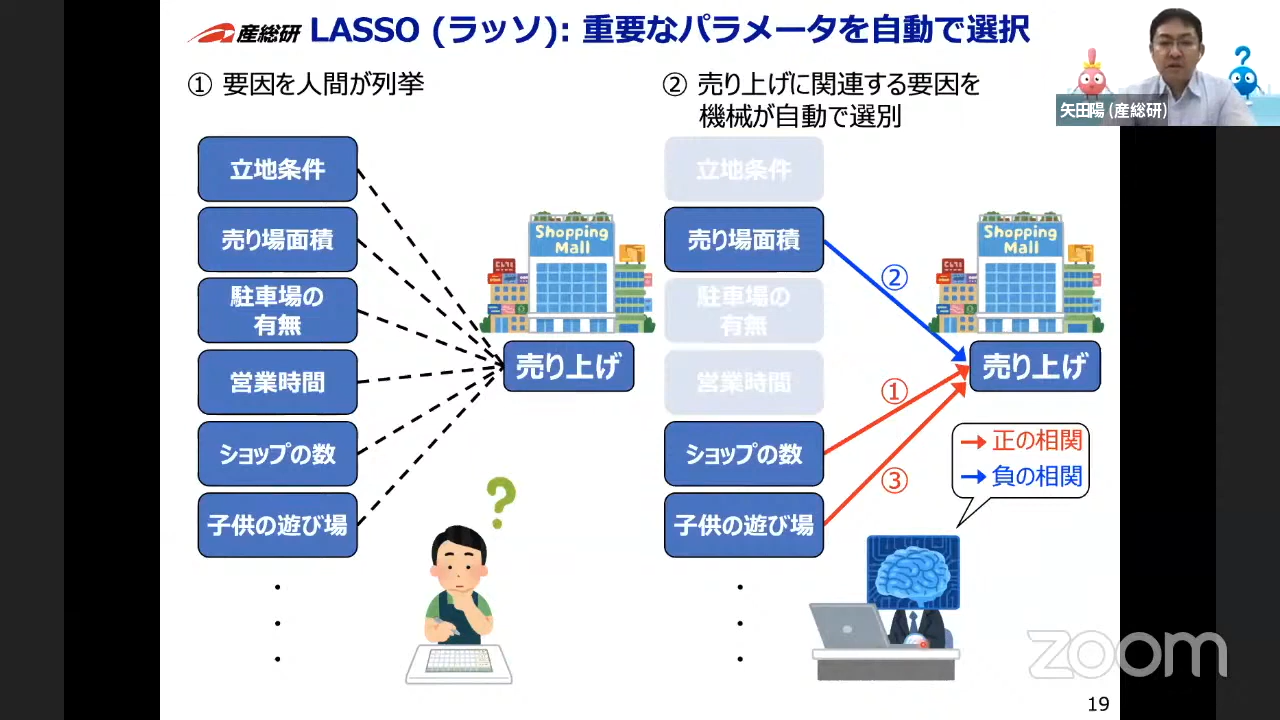 産総研 LASSO (ラッソ): 重要なパラメータを自動で選択
① 要因を人間が列挙
立地条件
売り場面積
駐車場の
有無
営業時間
ショップの数
子供の遊び場
Shopping
Mall
売り上げ
② 売り上げに関連する要因を
機械が自動で選別
立地条件
売り場面積
駐車場の
有無
営業時間
ショップの数
子供の遊び場
②
①
③
Shopping
Mall
売り上げ
正の相関
負の相関
矢田陽 (産総研)
zoom
19